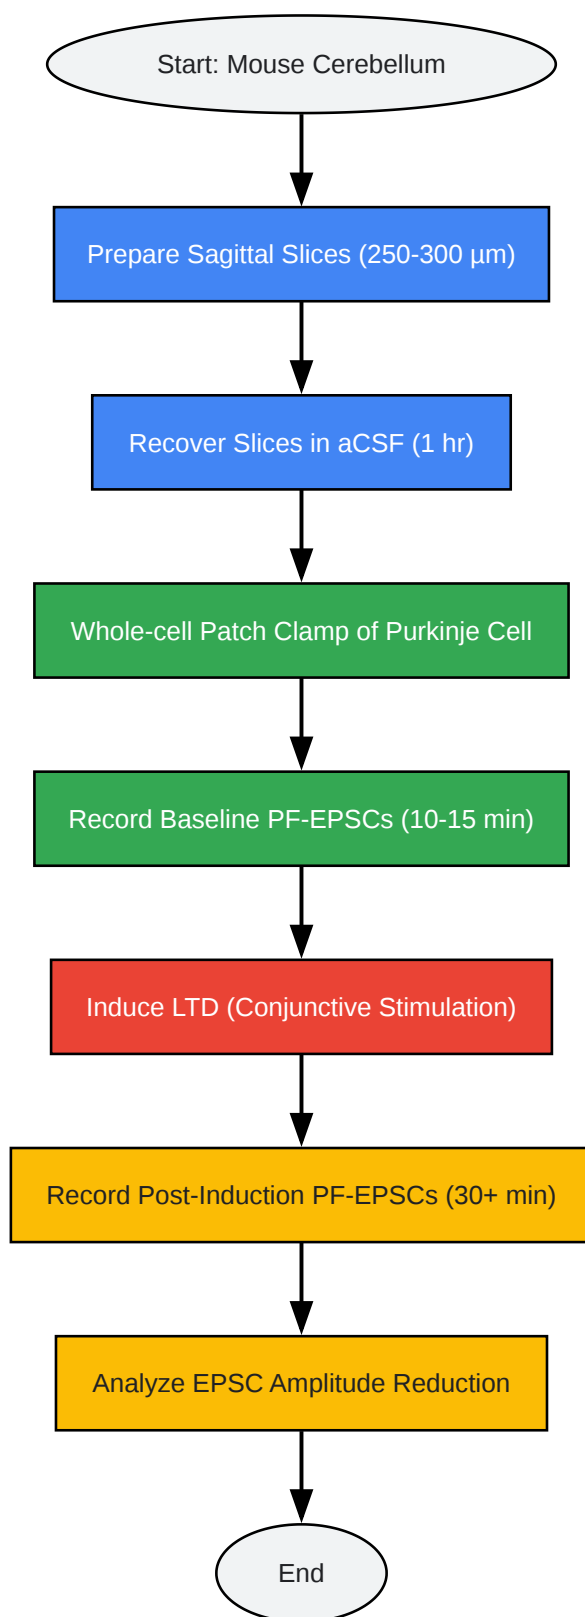 Start: Mouse Cerebellum
Prepare Sagittal Slices (250-300 µm)
Recover Slices in aCSF (1 hr)
Whole-cell Patch Clamp of Purkinje Cell
Record Baseline PF-EPSCs (10-15 min)
Induce LTD (Conjunctive Stimulation)
Record Post-Induction PF-EPSCs (30+ min)
Analyze EPSC Amplitude Reduction
End